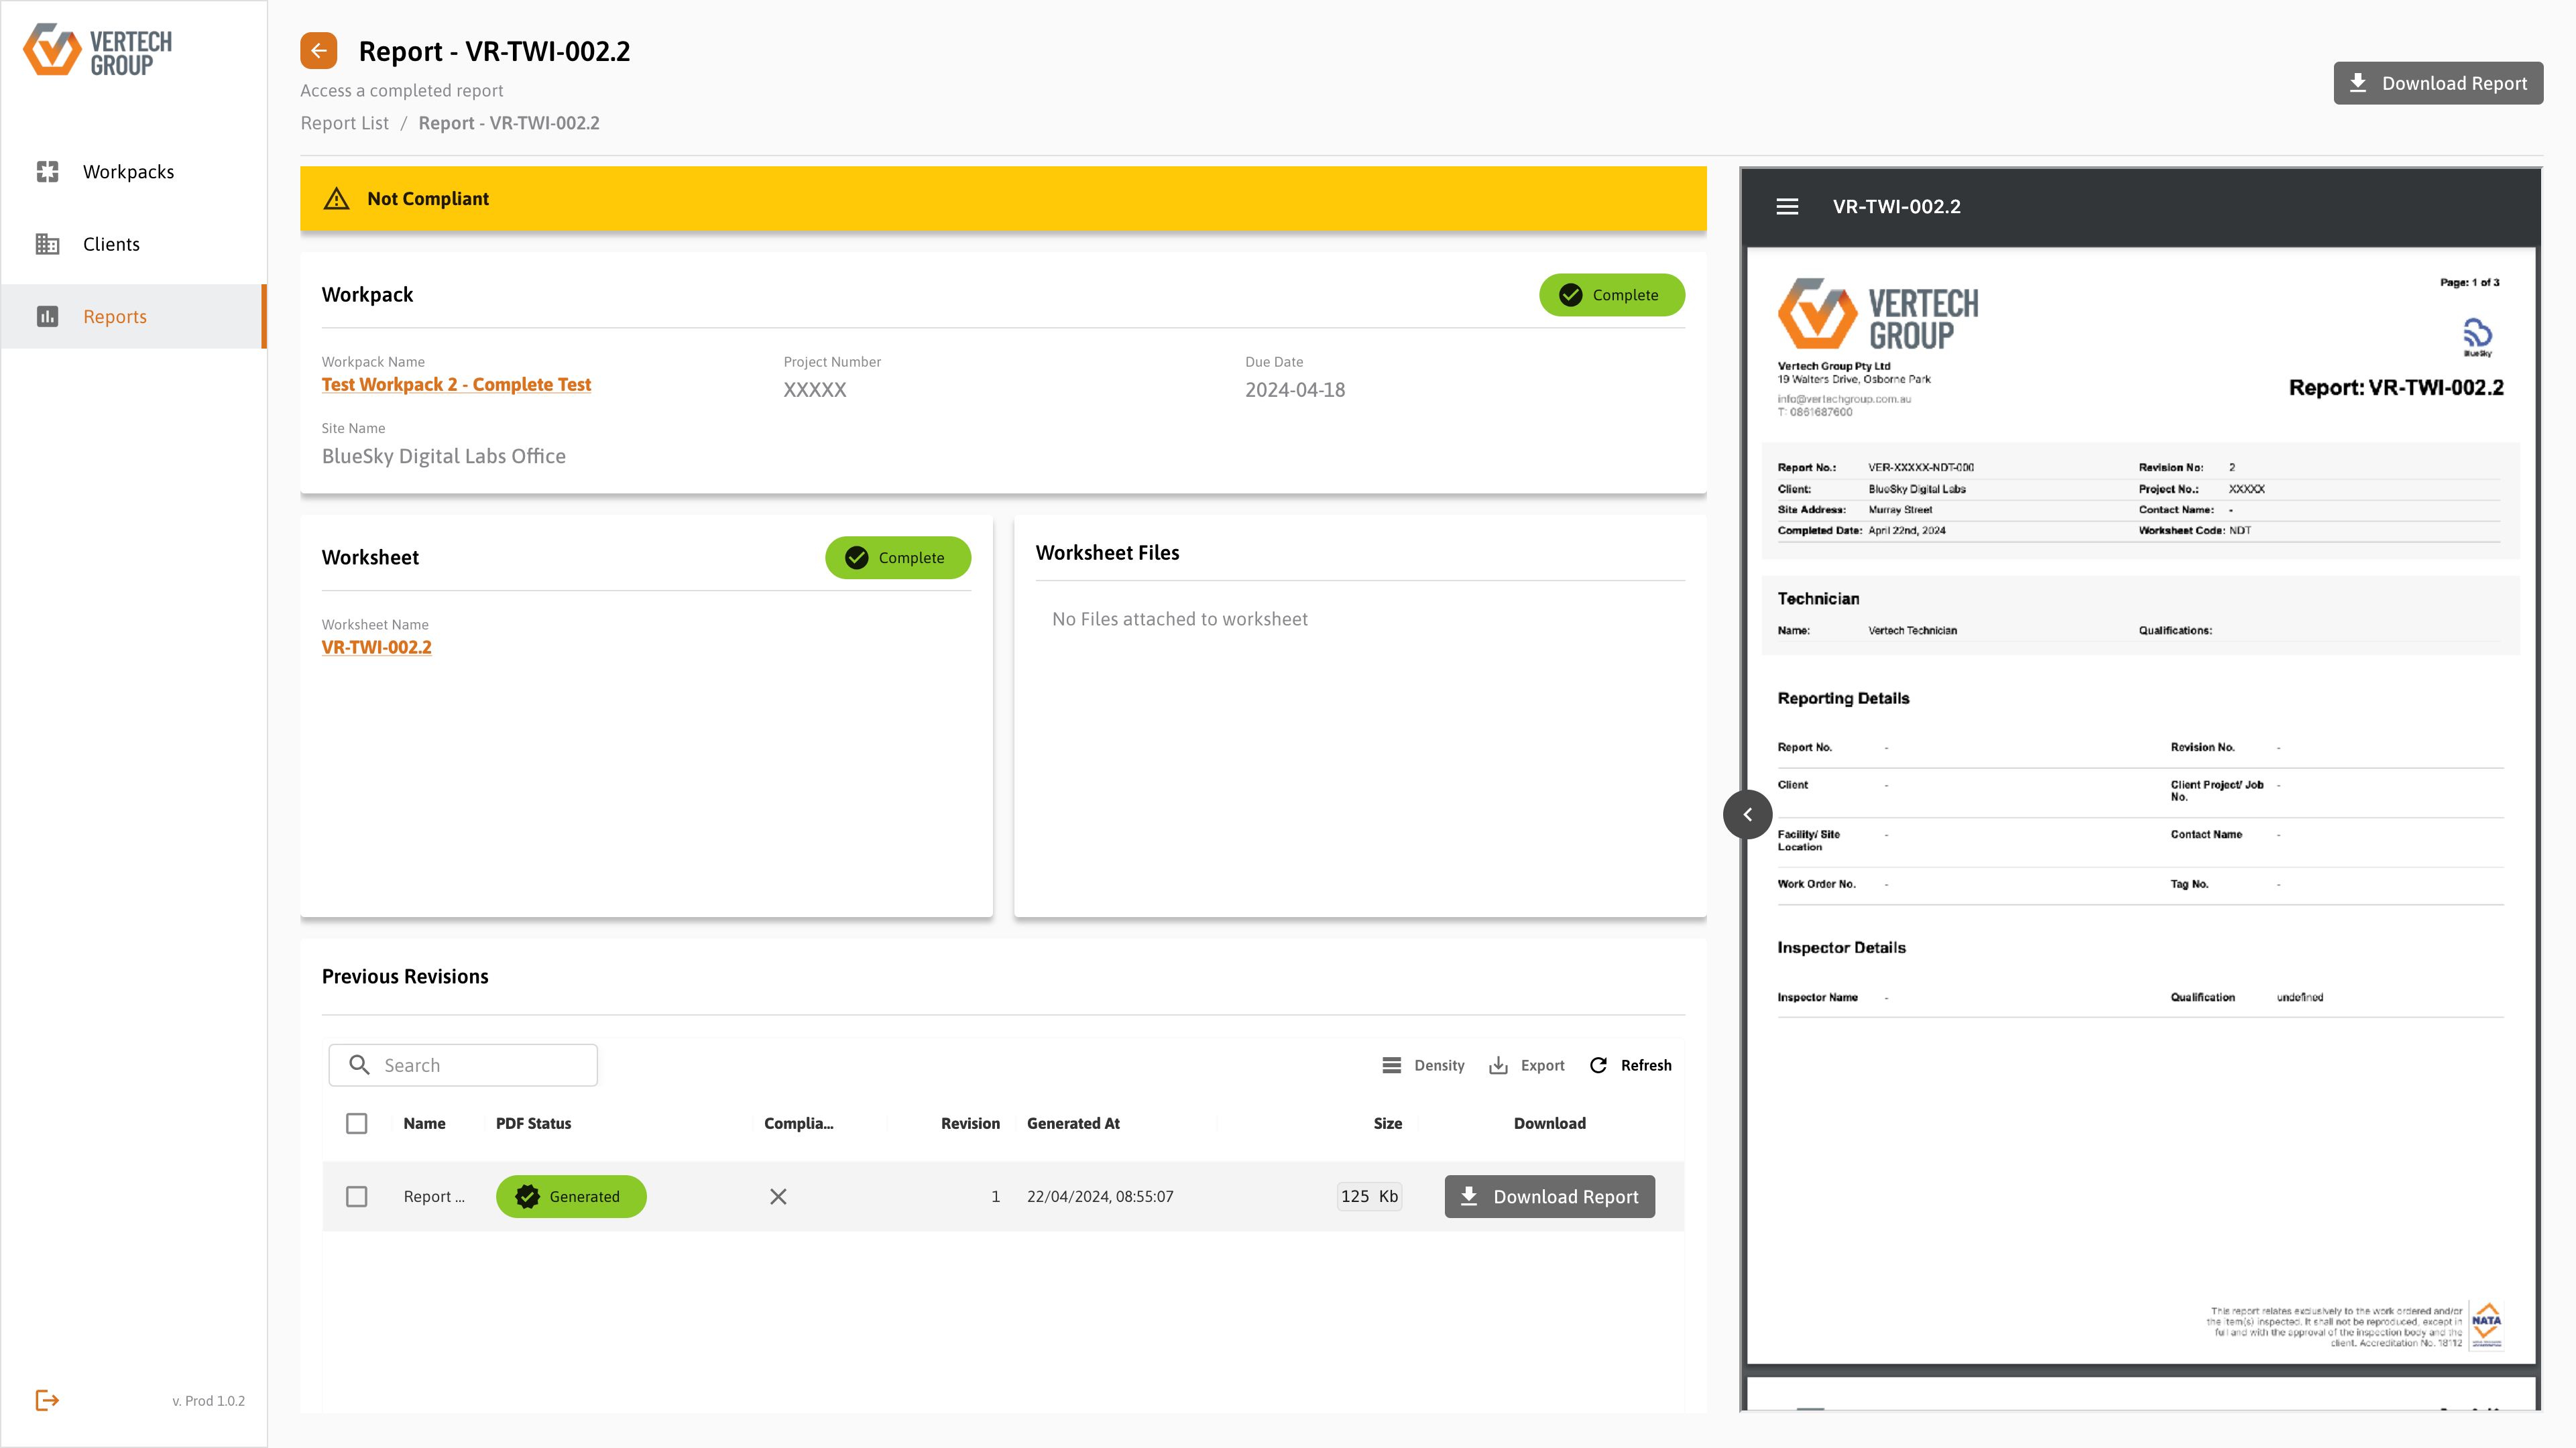 VERTECH
GROUP
Workpacks
Clients
Reports
v. Prod 1.0.2
Report - VR-TWI-002.2
Access a completed report
Report List / Report - VR-TWI-002.2
Download Report
Not Compliant
Workpack
Complete
Workpack Name
Test Workpack 2 - Complete Test
Project Number
XXXXX
Due Date
2024-04-18
Site Name
BlueSky Digital Labs Office
Worksheet
Complete
Worksheet Name
VR-TWI-002.2
Worksheet Files
No Files attached to worksheet
Previous Revisions
Search
Density Export Refresh
Name PDF Status Complia... Revision Generated At Size Download
Report ... Generated 1 22/04/2024, 08:55:07 125 Kb Download Report
VR-TWI-002.2
VERTECH
GROUP
Page: 1 of 3
BlueSky
Vertech Group Pty Ltd
19 Walters Drive, Osborne Park
info@vertechgroup.com.au
T: 0861687600
Report: VR-TWI-002.2
Report No.: VER-XXXXX-NDT-000 Revision No: 2
Client: BlueSky Digital Labs Project No.: XXXXX
Site Address: Murray Street Contact Name: -
Completed Date: April 22nd, 2024 Worksheet Code: NDT
Technician
Name: Vertech Technician Qualifications:
Reporting Details
Report No. - Revision No. -
Client - Client Project/ Job No. -
Facility/ Site Location - Contact Name -
Work Order No. - Tag No. -
Inspector Details
Inspector Name - Qualification undefined
This report relates exclusively to the work ordered and/or
the item(s) inspected. It shall not be reproduced, except in
full and with the approval of the inspection body and the
client. Accreditation No. 18112
NATA